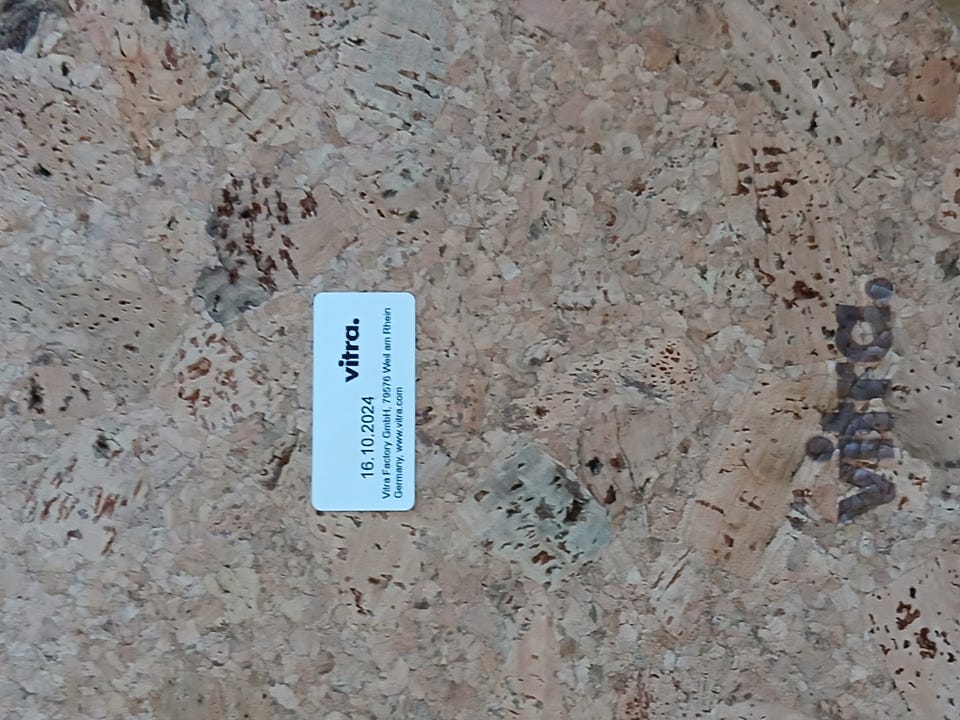 vitra.
16.10.2024
Vitra Factory GmbH, 79576 Weil am Rhein
Germany, www.vitra.com
vitra.